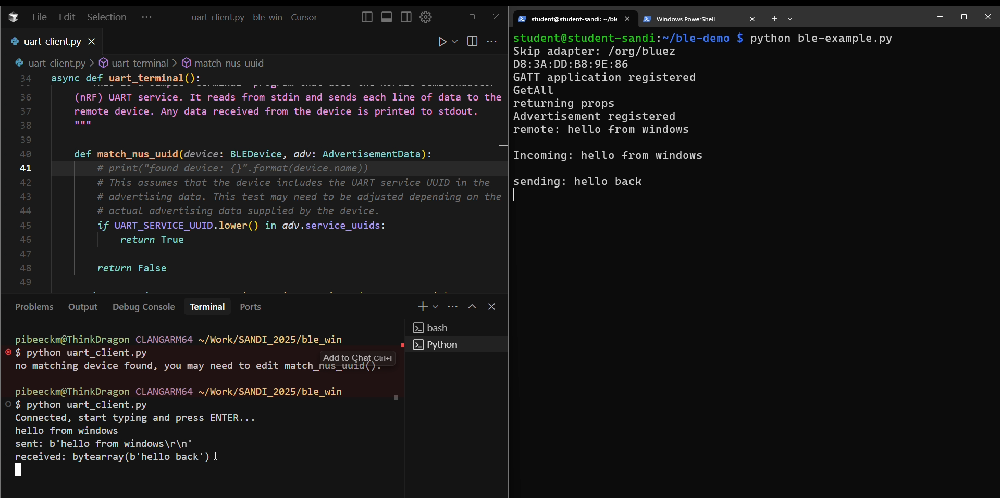 File Edit Selection ··· uart_client.py - ble_win - Cursor
uart_client.py
uart_client.py > uart_terminal > match_nus_uuid
34 async def uart_terminal():
36 (nRF) UART service. It reads from stdin and sends each line of data to the
37 remote device. Any data received from the device is printed to stdout.
38 """
39
40 def match_nus_uuid(device: BLEDevice, adv: AdvertisementData):
41 # print("found device: {}".format(device.name))
42 # This assumes that the device includes the UART service UUID in the
43 # advertising data. This test may need to be adjusted depending on the
44 # actual advertising data supplied by the device.
45 if UART_SERVICE_UUID.lower() in adv.service_uuids:
46 return True
47
48 return False
49
Problems Output Debug Console Terminal Ports
pibeeckm@ThinkDragon CLANGARM64 ~/Work/SANDI_2025/ble_win
$ python uart_client.py
Add to Chat Ctrl+I
no matching device found, you may need to edit match_nus_uuid().
pibeeckm@ThinkDragon CLANGARM64 ~/Work/SANDI_2025/ble_win
$ python uart_client.py
Connected, start typing and press ENTER...
hello from windows
sent: b'hello from windows\r\n'
received: bytearray(b'hello back')
bash
Python
student@student-sandi: ~/ble
Windows PowerShell
student@student-sandi:~/ble-demo $ python ble-example.py
Skip adapter: /org/bluez
D8:3A:DD:B8:9E:86
GATT application registered
GetAll
returning props
Advertisement registered
remote: hello from windows
Incoming: hello from windows
sending: hello back